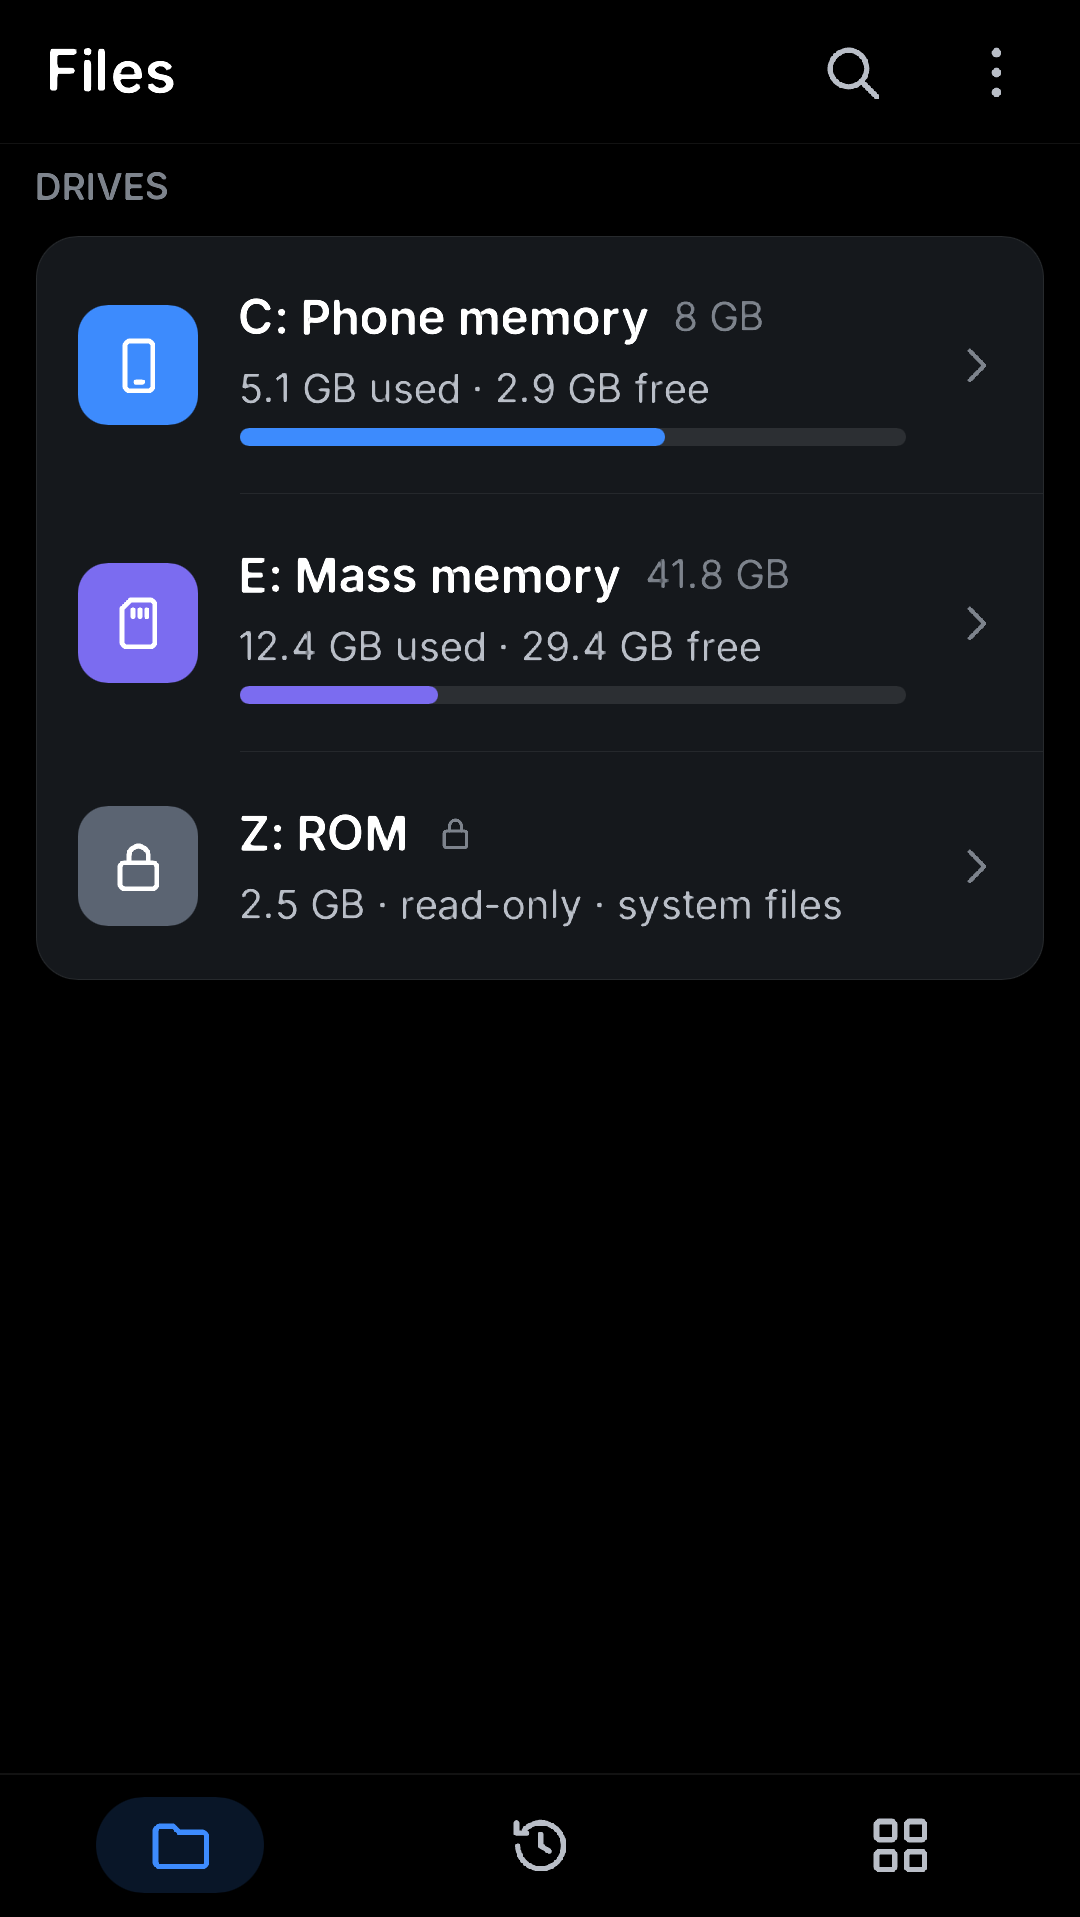 Files
DRIVES
C: Phone memory 8 GB
5.1 GB used · 2.9 GB free
E: Mass memory 41.8 GB
12.4 GB used · 29.4 GB free
Z: ROM
2.5 GB · read-only · system files